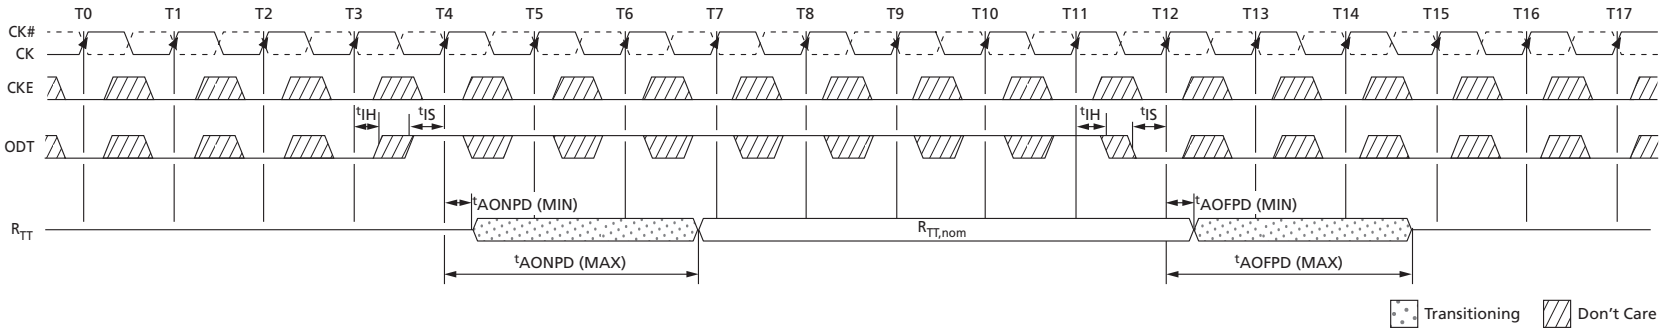 T0 T1 T2 T3 T4 T5 T6 T7 T8 T9 T10 T11 T12 T13 T14 T15 T16 T17
CK#
CK
CKE
tIH tIS tIH tIS
ODT
tAONPD (MIN) tAOFPD (MIN)
RTT RTT,nom
tAONPD (MAX) tAOFPD (MAX)
Transitioning Don't Care